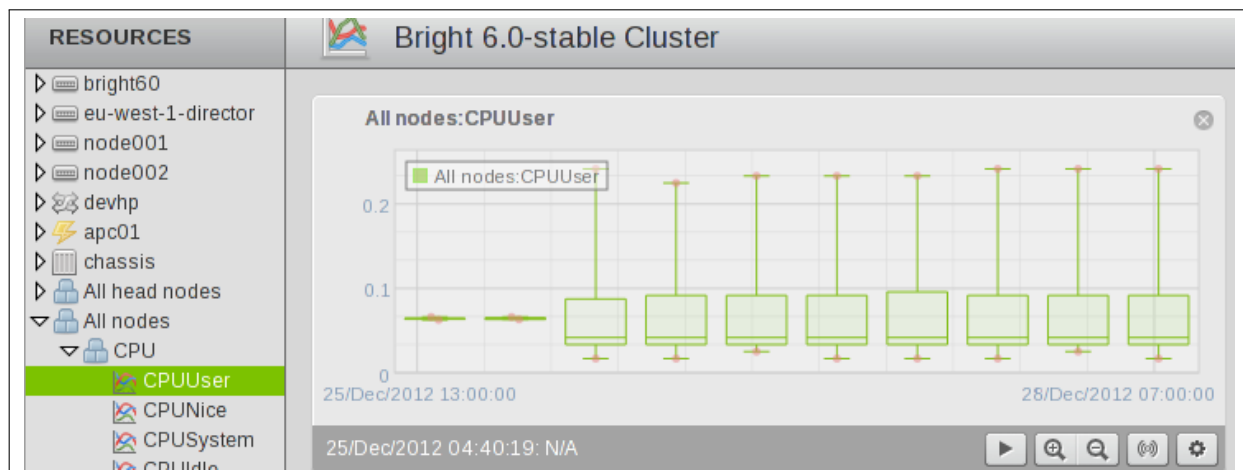 RESOURCES
Bright 6.0-stable Cluster
bright60
eu-west-1-director
node001
node002
devhp
apc01
chassis
All head nodes
All nodes
CPU
CPUUser
CPUNice
CPUSystem
CPUIdle
All nodes:CPUUser
All nodes:CPUUser
0.2
0.1
0
25/Dec/2012 13:00:00
28/Dec/2012 07:00:00
25/Dec/2012 04:40:19: N/A